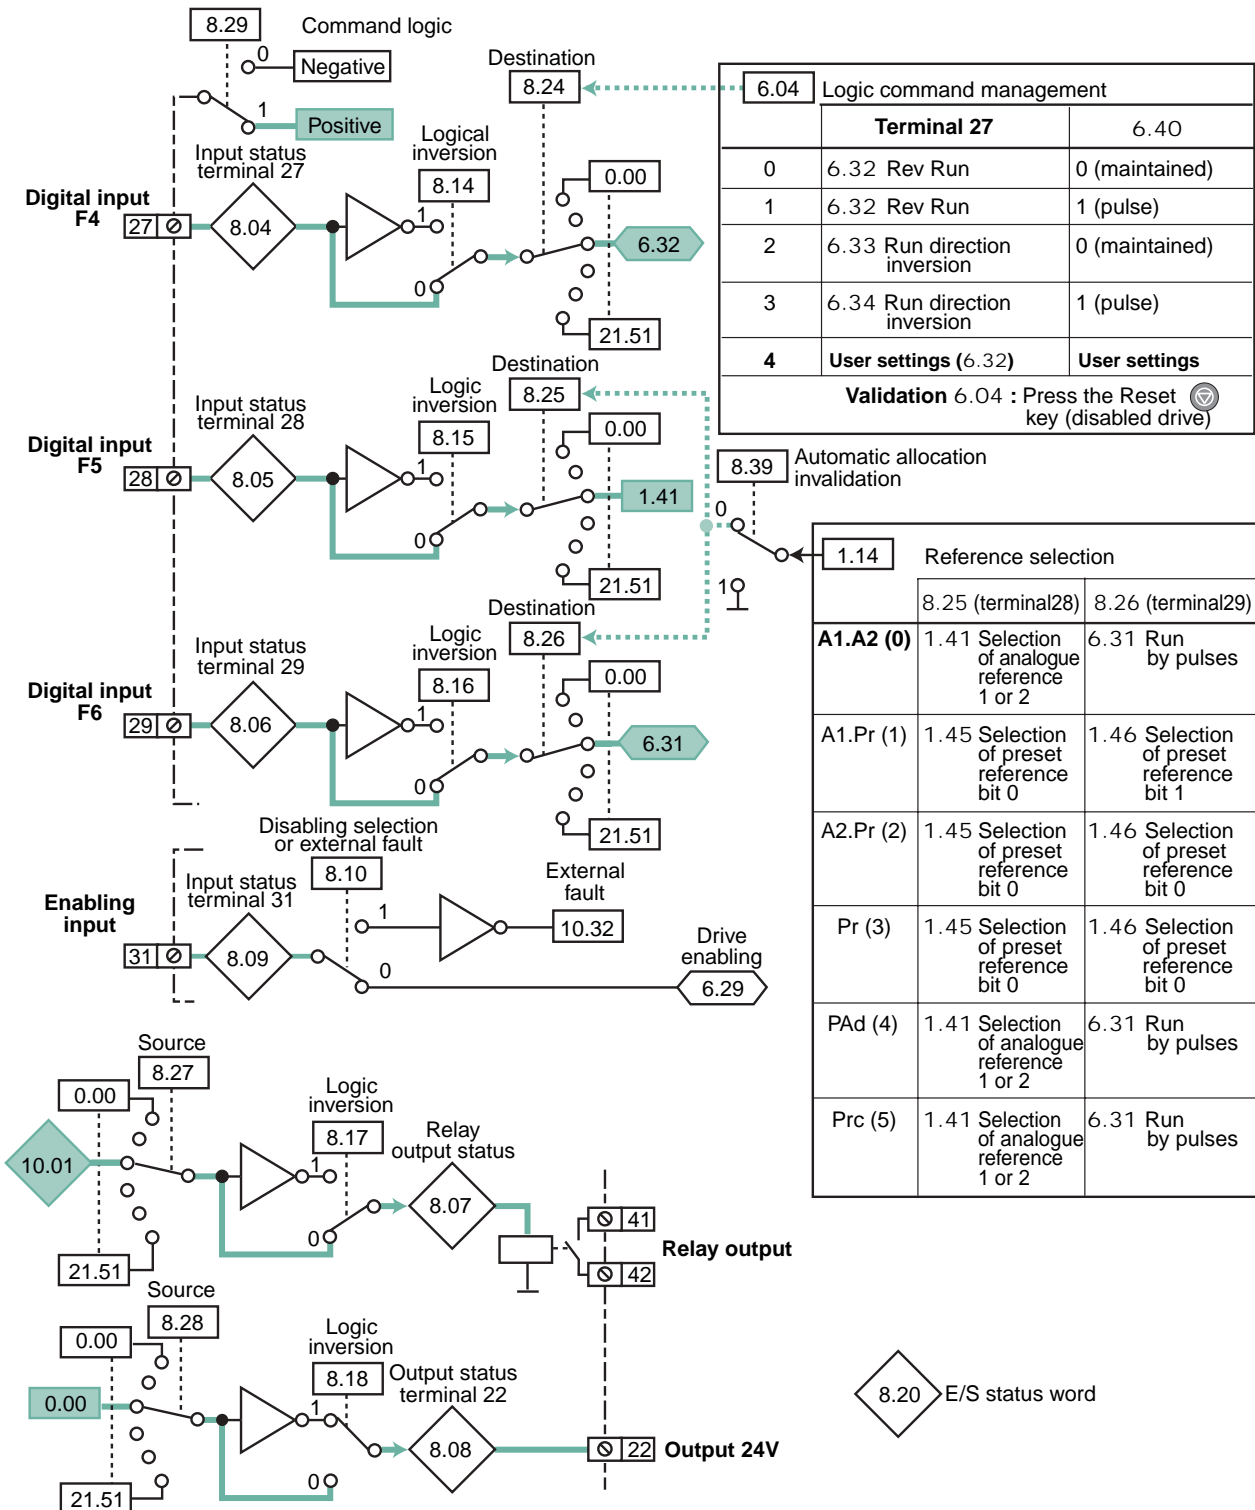 8.29 Command logic
0
Negative
1
Positive
Destination
8.24
6.04 Logic command management
Terminal 27 6.40
0 6.32 Rev Run 0 (maintained)
1 6.32 Rev Run 1 (pulse)
2 6.33 Run direction inversion 0 (maintained)
3 6.34 Run direction inversion 1 (pulse)
4 User settings (6.32) User settings
Validation 6.04 : Press the Reset
key (disabled drive)
Input status
terminal 27
Logical
inversion
8.14
0.00
Digital input
F4
27
8.04
1
0
6.32
21.51
Destination
8.25
Input status
terminal 28
Logic
inversion
8.15
0.00
Digital input
F5
28
8.05
1
0
1.41
21.51
8.39 Automatic allocation
invalidation
0
1
1.14 Reference selection
8.25 (terminal28) 8.26 (terminal29)
A1.A2 (0) 1.41 Selection of analogue reference 1 or 2 6.31 Run by pulses
A1.Pr (1) 1.45 Selection of preset reference bit 0 1.46 Selection of preset reference bit 1
A2.Pr (2) 1.45 Selection of preset reference bit 0 1.46 Selection of preset reference bit 0
Pr (3) 1.45 Selection of preset reference bit 0 1.46 Selection of preset reference bit 0
PAd (4) 1.41 Selection of analogue reference 1 or 2 6.31 Run by pulses
Prc (5) 1.41 Selection of analogue reference 1 or 2 6.31 Run by pulses
Destination
8.26
Input status
terminal 29
Logic
inversion
8.16
0.00
Digital input
F6
29
8.06
1
0
6.31
21.51
Disabling selection
or external fault
8.10
Input status
terminal 31
Enabling
input
31
8.09
1
0
External
fault
10.32
Drive
enabling
6.29
Source
8.27
0.00
10.01
21.51
Logic
inversion
8.17
1
0
Relay
output status
8.07
41
Relay output
42
Source
8.28
0.00
0.00
21.51
Logic
inversion
8.18
1
0
Output status
terminal 22
8.08
22 Output 24V
8.20 E/S status word